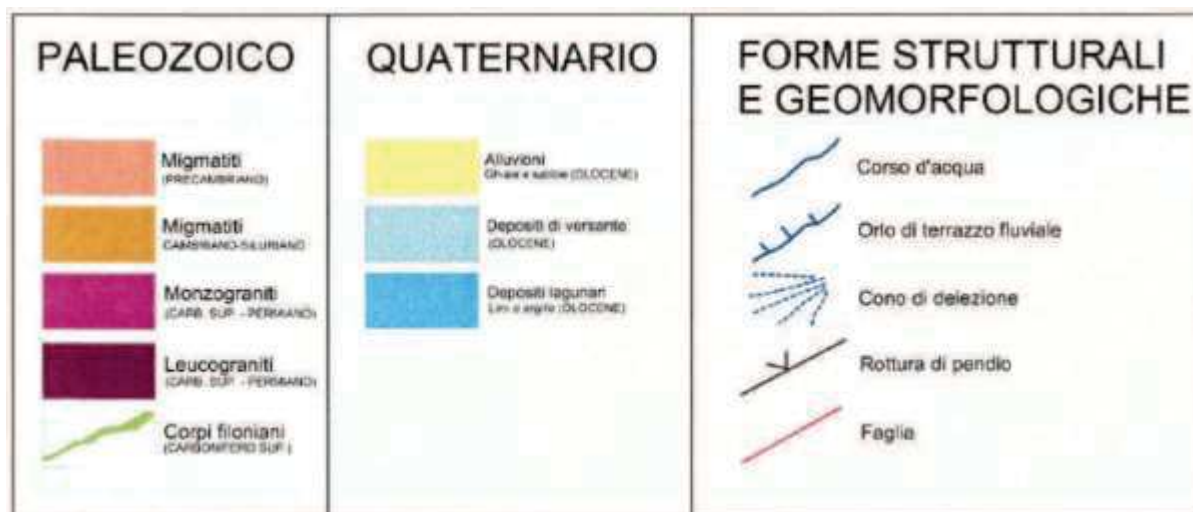 PALEOZOICO
Migmatiti
(PRECAMBRIANO)
Migmatiti
CAMBRIANO-SILURIANO
Monzograniti
(CARB. SUP. - PERMIANO)
Leucograniti
(CARB. SUP. - PERMIANO)
Corpi filoniani
(CARBONIFERO SUP.)
QUATERNARIO
Alluvioni
Ghiaie e sabbie (OLOCENE)
Depositi di versante
(OLOCENE)
Depositi lagunari
Limi e argille (OLOCENE)
FORME STRUTTURALI
E GEOMORFOLOGICHE
Corso d'acqua
Orlo di terrazzo fluviale
Cono di deiezione
Rottura di pendio
Faglia